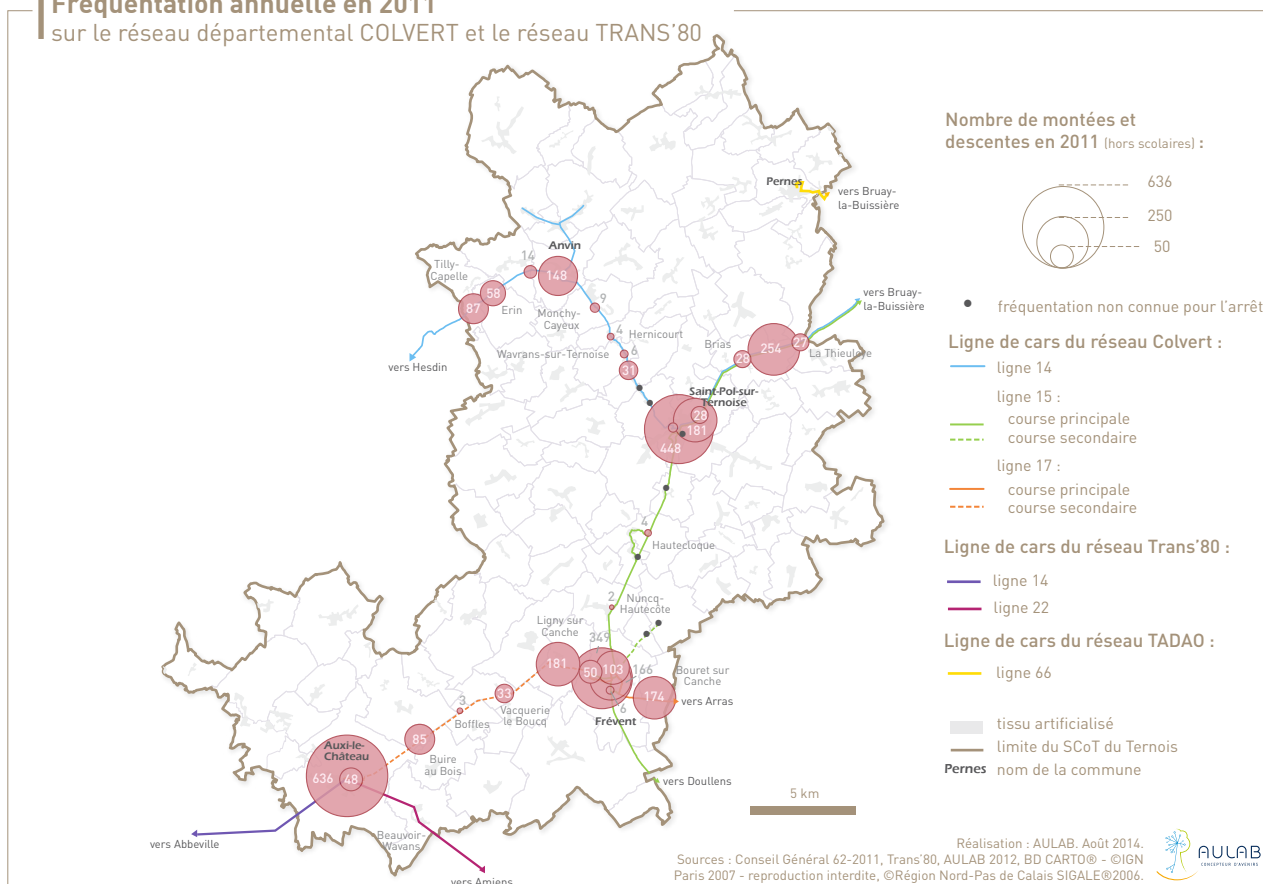 Fréquentation annuelle en 2011
sur le réseau départemental COLVERT et le réseau TRANS'80
Nombre de montées et
descentes en 2011 (hors scolaires) :
636
250
50
fréquentation non connue pour l'arrêt
Ligne de cars du réseau Colvert :
ligne 14
ligne 15 :
course principale
course secondaire
ligne 17 :
course principale
course secondaire
Ligne de cars du réseau Trans'80 :
ligne 14
ligne 22
Ligne de cars du réseau TADAO :
ligne 66
tissu artificialisé
limite du SCoT du Ternois
Pernes nom de la commune
Pernes
vers Bruay-
la-Buissière
Anvin
14
148
Tilly-
Capelle
58
87
Erin
Monchy-
Cayeux
9
4
Hernicourt
Wavrans-sur-Ternoise
6
31
vers Hesdin
vers Bruay-
la-Buissière
Brias
28
254
27
La Thieuloye
Saint-Pol-sur-
Ternoise
28
181
448
4
Hautecloque
2
Nuncq-
Hautecôte
Ligny sur
Canche
349
181
50
103
166
Bouret sur
Canche
174
vers Arras
6
Frévent
33
Vacquerie
le Boucq
3
Boffles
85
Buire
au Bois
Auxi-le-
Château
636
48
vers Doullens
5 km
Beauvoir-
Wavans
vers Abbeville
vers Amiens
Réalisation : AULAB. Août 2014.
Sources : Conseil Général 62-2011, Trans'80, AULAB 2012, BD CARTO® - ©IGN
Paris 2007 - reproduction interdite, ©Région Nord-Pas de Calais SIGALE®2006.
AULAB
CONCEPTEUR D'AVENIRS